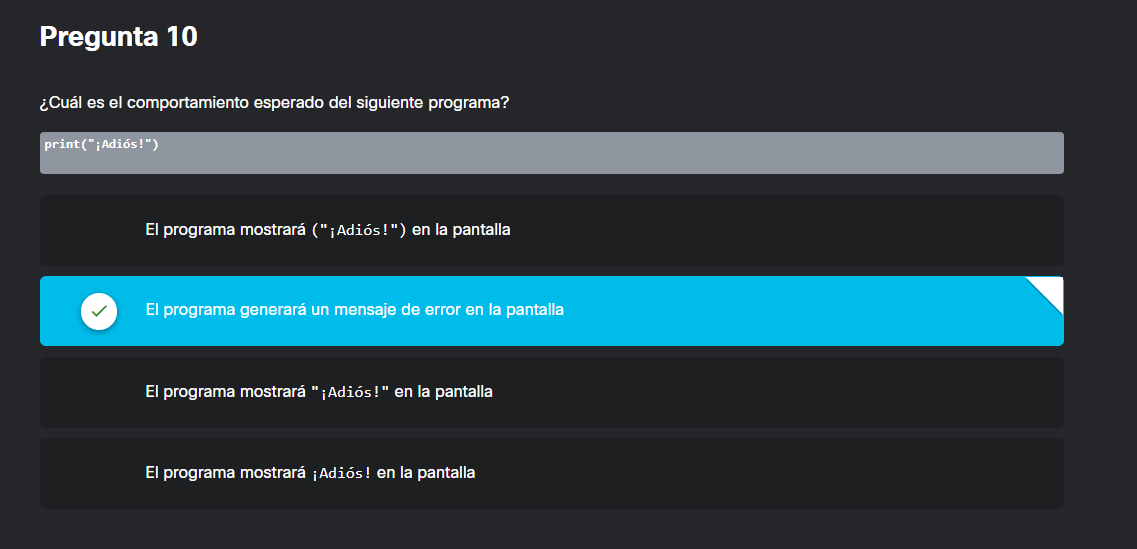 Pregunta 10
¿Cuál es el comportamiento esperado del siguiente programa?
print("¡Adiós!")
El programa mostrará ("¡Adiós!") en la pantalla
El programa generará un mensaje de error en la pantalla
El programa mostrará "¡Adiós!" en la pantalla
El programa mostrará ¡Adiós! en la pantalla